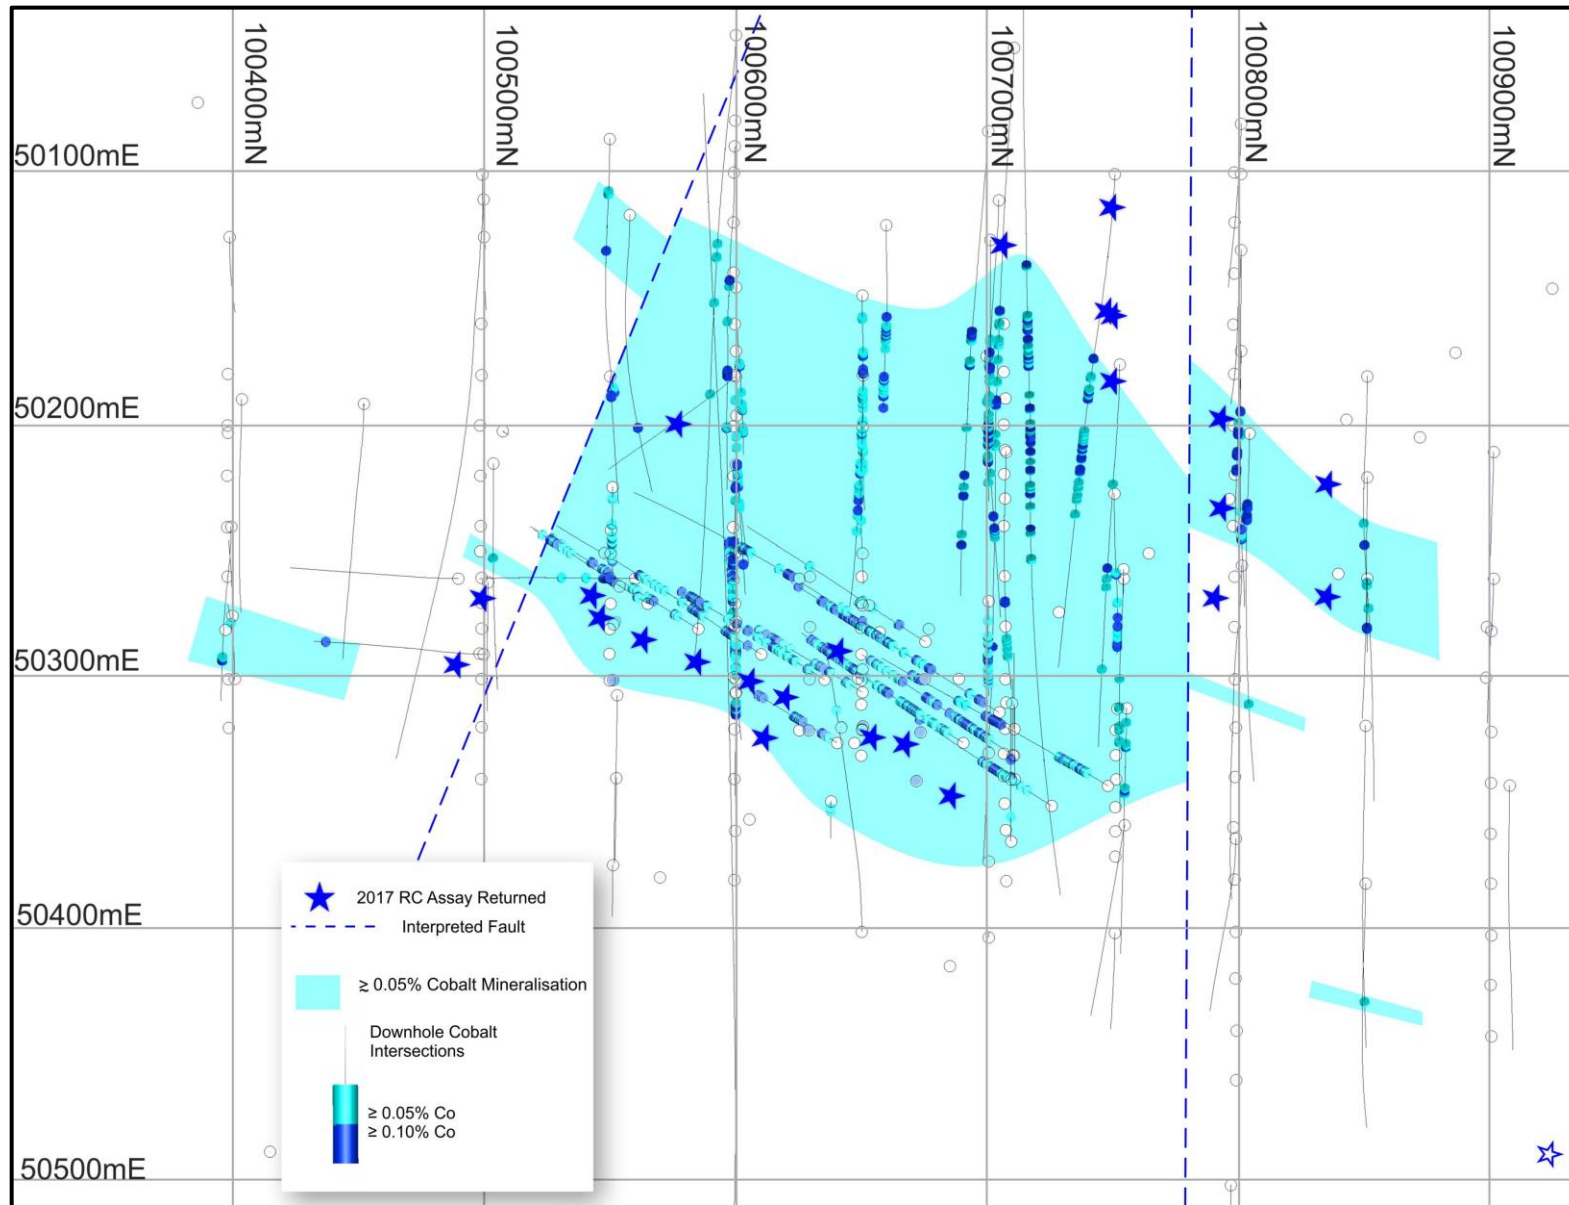 100400mN
100500mN
100600mN
100700mN
100800mN
100900mN
50100mE
50200mE
50300mE
50400mE
50500mE
2017 RC Assay Returned
Interpreted Fault
≥ 0.05% Cobalt Mineralisation
Downhole Cobalt
Intersections
≥ 0.05% Co
≥ 0.10% Co